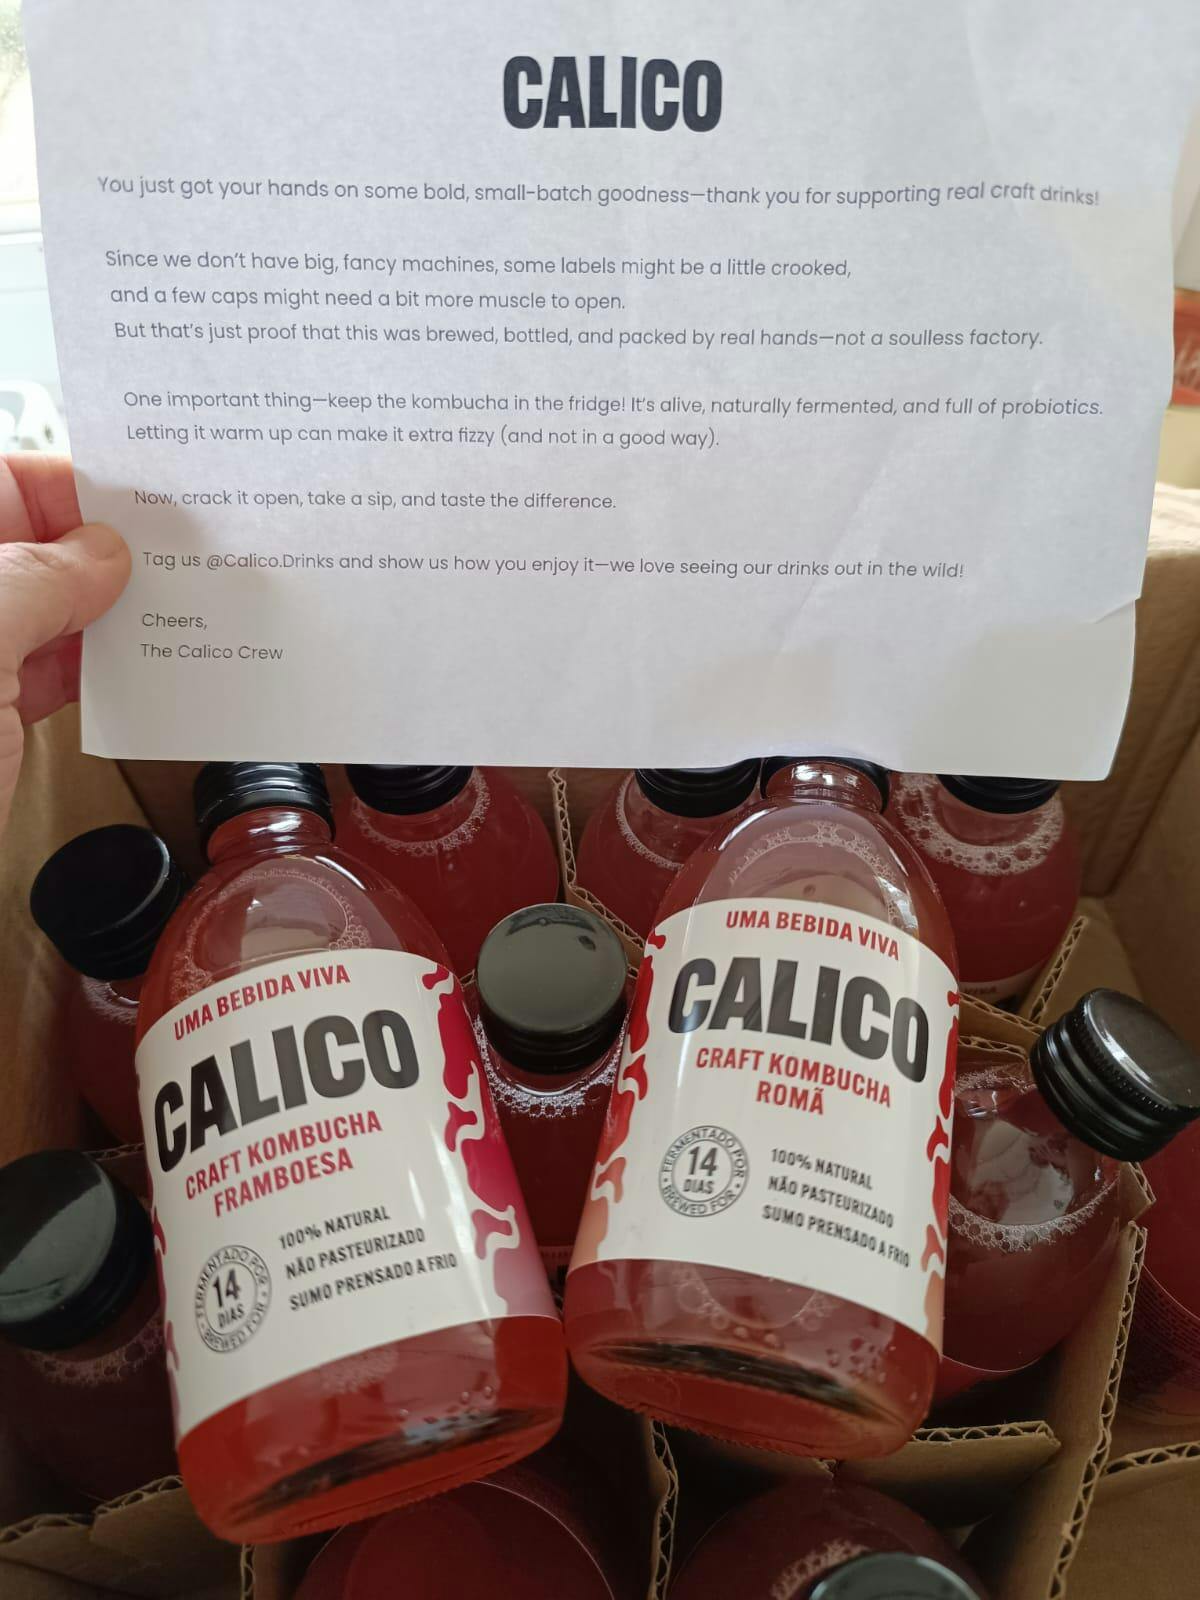 CALICO
You just got your hands on some bold, small-batch goodness—thank you for supporting real craft drinks!
Since we don't have big, fancy machines, some labels might be a little crooked,
and a few caps might need a bit more muscle to open.
But that's just proof that this was brewed, bottled, and packed by real hands—not a soulless factory.
One important thing—keep the kombucha in the fridge! It's alive, naturally fermented, and full of probiotics.
Letting it warm up can make it extra fizzy (and not in a good way).
Now, crack it open, take a sip, and taste the difference.
Tag us @Calico.Drinks and show us how you enjoy it—we love seeing our drinks out in the wild!
Cheers,
The Calico Crew
UMA BEBIDA VIVA
CALICO
CRAFT KOMBUCHA
FRAMBOESA
FERMENTADO POR
14
DIAS
BREWED FOR
100% NATURAL
NÃO PASTEURIZADO
SUMO PRENSADO A FRIO
UMA BEBIDA VIVA
CALICO
CRAFT KOMBUCHA
ROMÃ
FERMENTADO POR
14
DIAS
BREWED FOR
100% NATURAL
NÃO PASTEURIZADO
SUMO PRENSADO A FRIO
VIVA